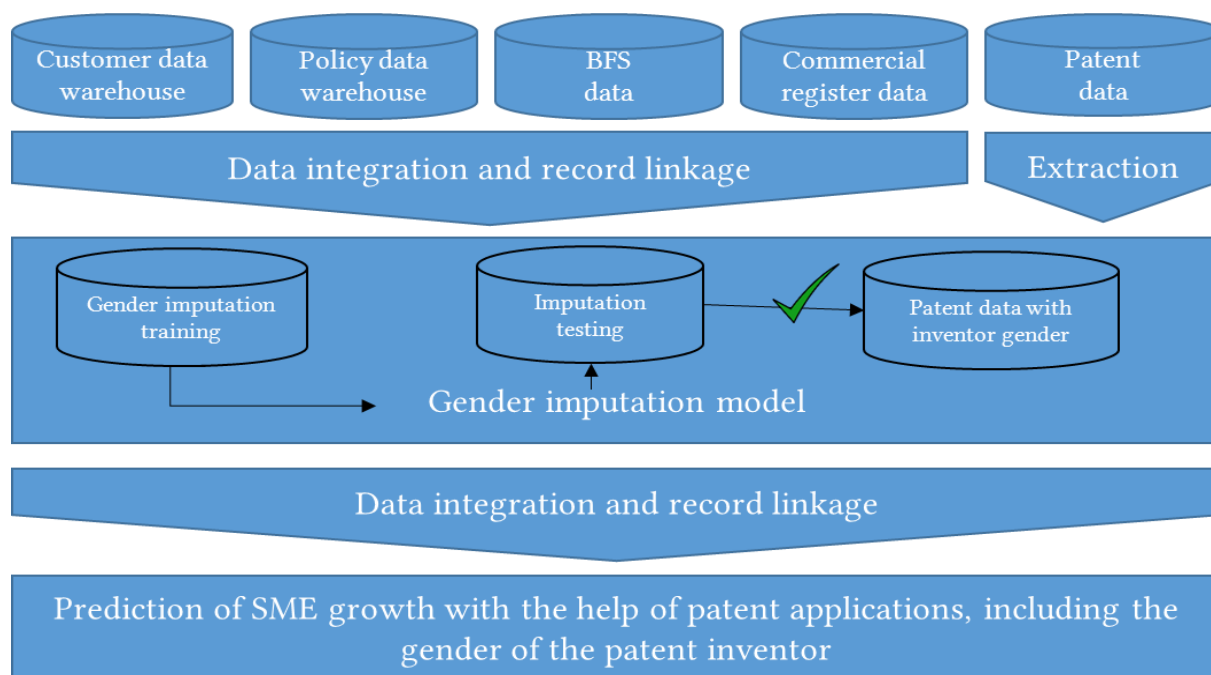 Customer data
warehouse
Policy data
warehouse
BFS
data
Commercial
register data
Patent
data
Data integration and record linkage
Extraction
Gender imputation
training
Imputation
testing
Patent data with
inventor gender
Gender imputation model
Data integration and record linkage
Prediction of SME growth with the help of patent applications, including the
gender of the patent inventor